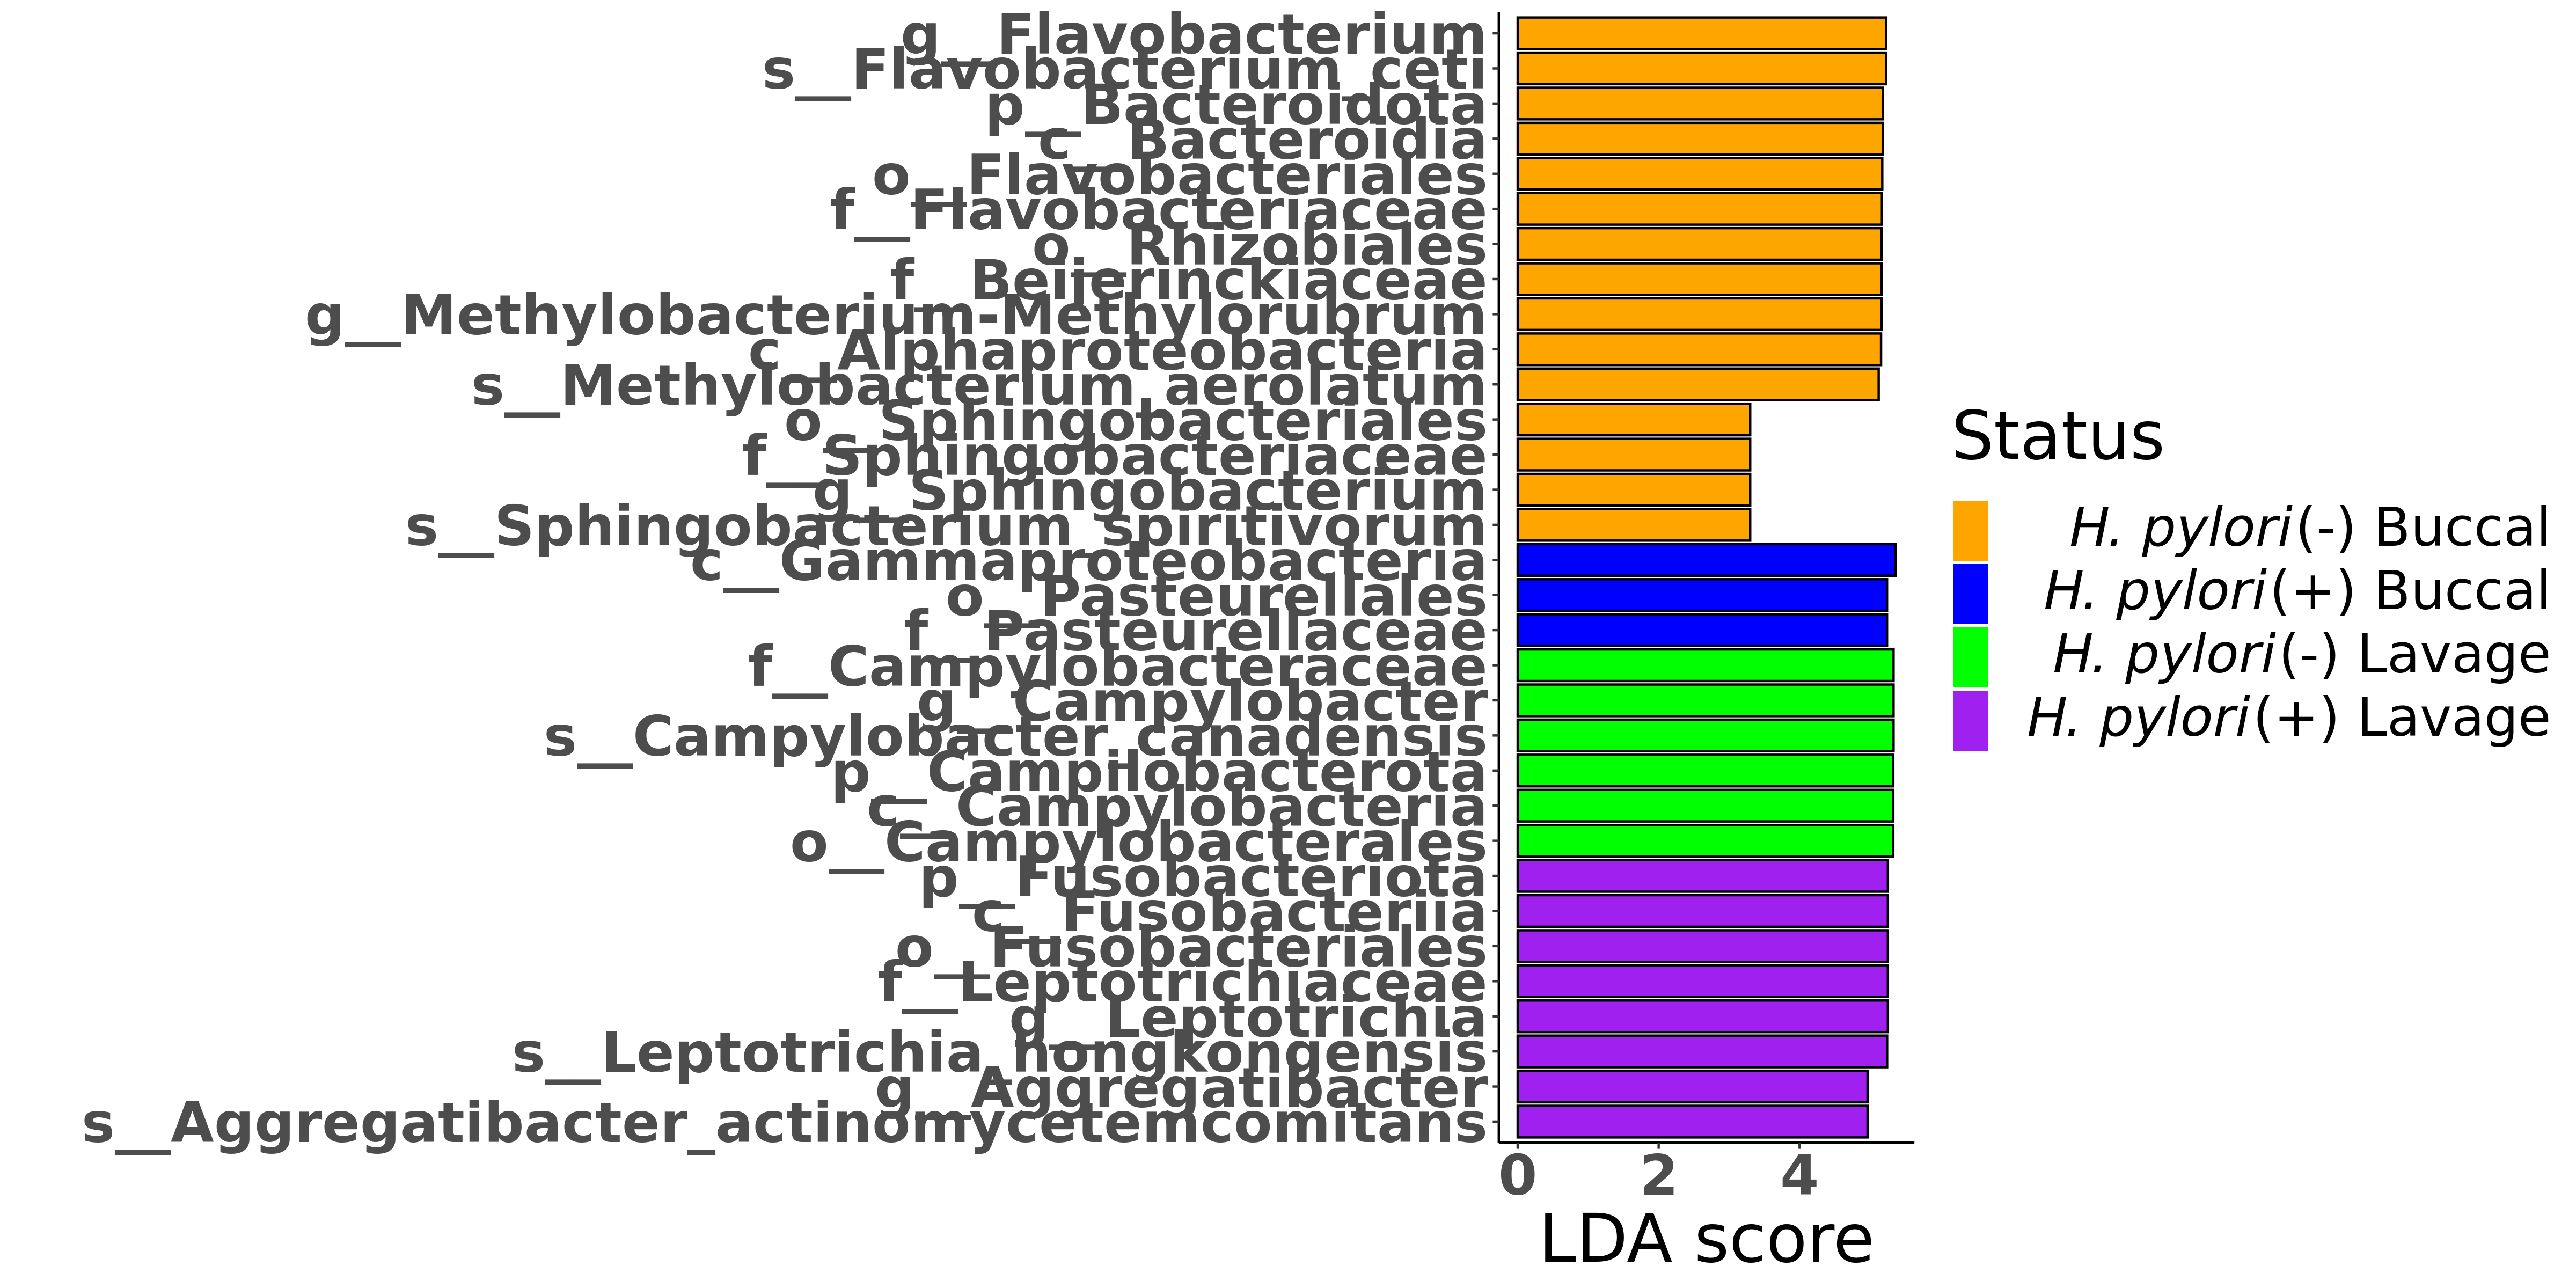 g__Flavobacterium
s__Flavobacterium_ceti
p__Bacteroidota
c__Bacteroidia
o__Flavobacteriales
f__Flavobacteriaceae
o__Rhizobiales
f__Beijerinckiaceae
g__Methylobacterium-Methylorubrum
c__Alphaproteobacteria
s__Methylobacterium_aerolatum
o__Sphingobacteriales
f__Sphingobacteriaceae
g__Sphingobacterium
s__Sphingobacterium_spiritivorum
c__Gammaproteobacteria
o__Pasteurellales
f__Pasteurellaceae
f__Campylobacteraceae
g__Campylobacter
s__Campylobacter_canadensis
p__Campilobacterota
c__Campylobacteria
o__Campylobacterales
p__Fusobacteriota
c__Fusobacteriia
o__Fusobacteriales
f__Leptotrichiaceae
g__Leptotrichia
s__Leptotrichia_hongkongensis
g__Aggregatibacter
s__Aggregatibacter_actinomycetemcomitans
0 2 4
LDA score
Status
H. pylori(-) Buccal
H. pylori(+) Buccal
H. pylori(-) Lavage
H. pylori(+) Lavage